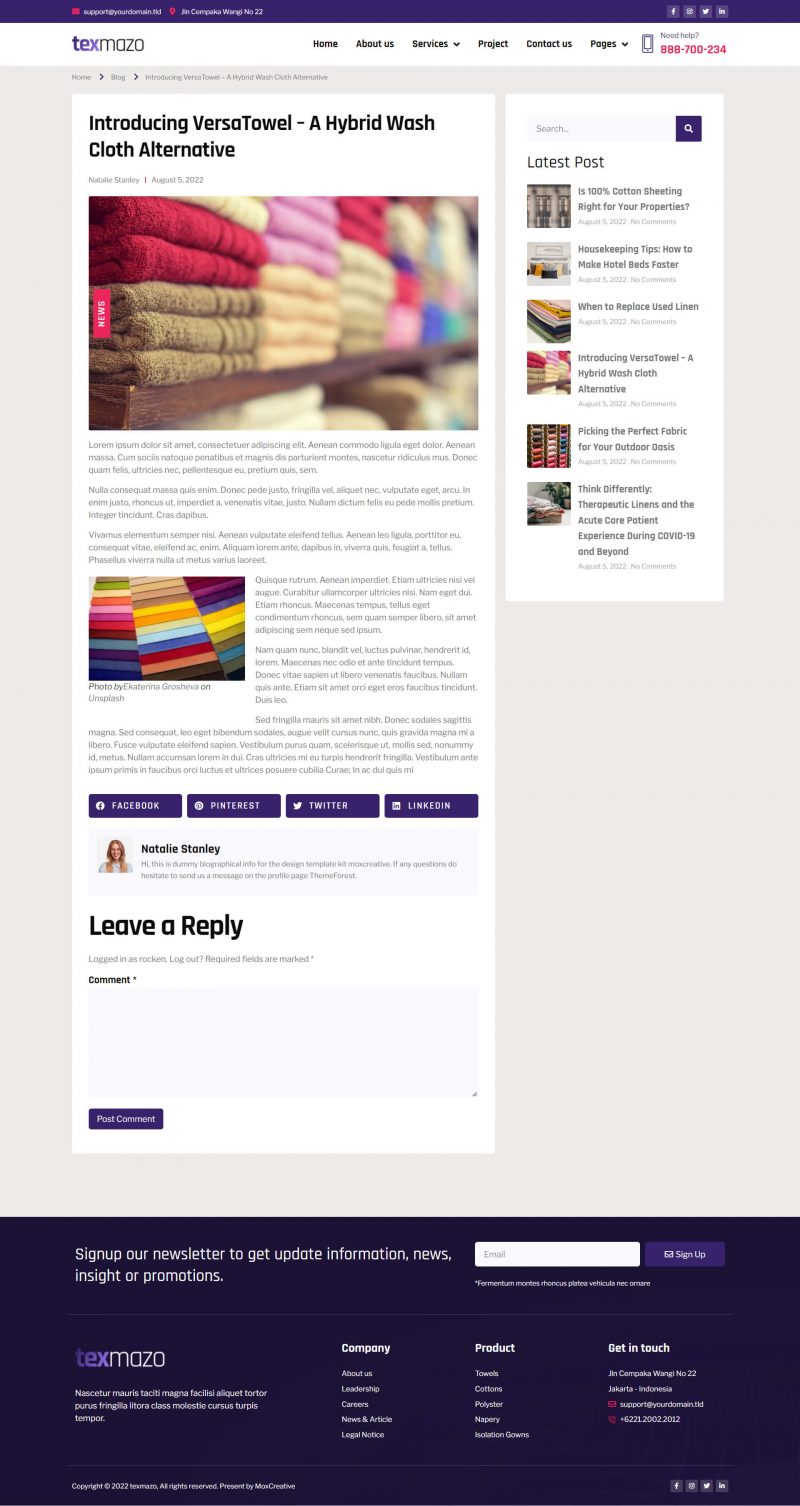 support@yourdomain.tld Jln Cempaka Wangi No 22
texmazo
Home About us Services Project Contact us Pages
Need help?
888-700-234
Home Blog Introducing VersaTowel – A Hybrid Wash Cloth Alternative
Introducing VersaTowel – A Hybrid Wash
Cloth Alternative
Natalie Stanley August 5, 2022
NEWS
Lorem ipsum dolor sit amet, consectetuer adipiscing elit. Aenean commodo ligula eget dolor. Aenean
massa. Cum sociis natoque penatibus et magnis dis parturient montes, nascetur ridiculus mus. Donec
quam felis, ultricies nec, pellentesque eu, pretium quis, sem.
Nulla consequat massa quis enim. Donec pede justo, fringilla vel, aliquet nec, vulputate eget, arcu. In
enim justo, rhoncus ut, imperdiet a, venenatis vitae, justo. Nullam dictum felis eu pede mollis pretium.
Integer tincidunt. Cras dapibus.
Vivamus elementum semper nisi. Aenean vulputate eleifend tellus. Aenean leo ligula, porttitor eu,
consequat vitae, eleifend ac, enim. Aliquam lorem ante, dapibus in, viverra quis, feugiat a, tellus.
Phasellus viverra nulla ut metus varius laoreet.
Quisque rutrum. Aenean imperdiet. Etiam ultricies nisi vel
augue. Curabitur ullamcorper ultricies nisi. Nam eget dui.
Etiam rhoncus. Maecenas tempus, tellus eget
condimentum rhoncus, sem quam semper libero, sit amet
adipiscing sem neque sed ipsum.
Photo by Ekaterina Grosheva on
Unsplash
Nam quam nunc, blandit vel, luctus pulvinar, hendrerit id,
lorem. Maecenas nec odio et ante tincidunt tempus.
Donec vitae sapien ut libero venenatis faucibus. Nullam
quis ante. Etiam sit amet orci eget eros faucibus tincidunt.
Duis leo.
Sed fringilla mauris sit amet nibh. Donec sodales sagittis
magna. Sed consequat, leo eget bibendum sodales, augue velit cursus nunc, quis gravida magna mi a
libero. Fusce vulputate eleifend sapien. Vestibulum purus quam, scelerisque ut, mollis sed, nonummy
id, metus. Nullam accumsan lorem in dui. Cras ultricies mi eu turpis hendrerit fringilla. Vestibulum ante
ipsum primis in faucibus orci luctus et ultrices posuere cubilia Curae; In ac dui quis mi
FACEBOOK PINTEREST TWITTER LINKEDIN
Natalie Stanley
Hi, this is dummy biographical info for the design template kit moxcreative. If any questions do
hesitate to send us a message on the profile page ThemeForest.
Leave a Reply
Logged in as rocken. Log out? Required fields are marked *
Comment *
Post Comment
Search...
Latest Post
Is 100% Cotton Sheeting
Right for Your Properties?
August 5, 2022 . No Comments
Housekeeping Tips: How to
Make Hotel Beds Faster
August 5, 2022 . No Comments
When to Replace Used Linen
August 5, 2022 . No Comments
Introducing VersaTowel – A
Hybrid Wash Cloth
Alternative
August 5, 2022 . No Comments
Picking the Perfect Fabric
for Your Outdoor Oasis
August 5, 2022 . No Comments
Think Differently:
Therapeutic Linens and the
Acute Care Patient
Experience During COVID-19
and Beyond
August 5, 2022 . No Comments
Signup our newsletter to get update information, news,
insight or promotions.
Email Sign Up
*Fermentum montes rhoncus platea vehicula nec ornare
texmazo
Nascetur mauris taciti magna facilisi aliquet tortor
purus fringilla litora class molestie cursus turpis
tempor.
Company
About us
Leadership
Careers
News & Article
Legal Notice
Product
Towels
Cottons
Polyster
Napery
Isolation Gowns
Get in touch
Jln Cempaka Wangi No 22
Jakarta - Indonesia
support@yourdomain.tld
+6221.2002.2012
Copyright © 2022 texmazo, All rights reserved. Present by MoxCreative